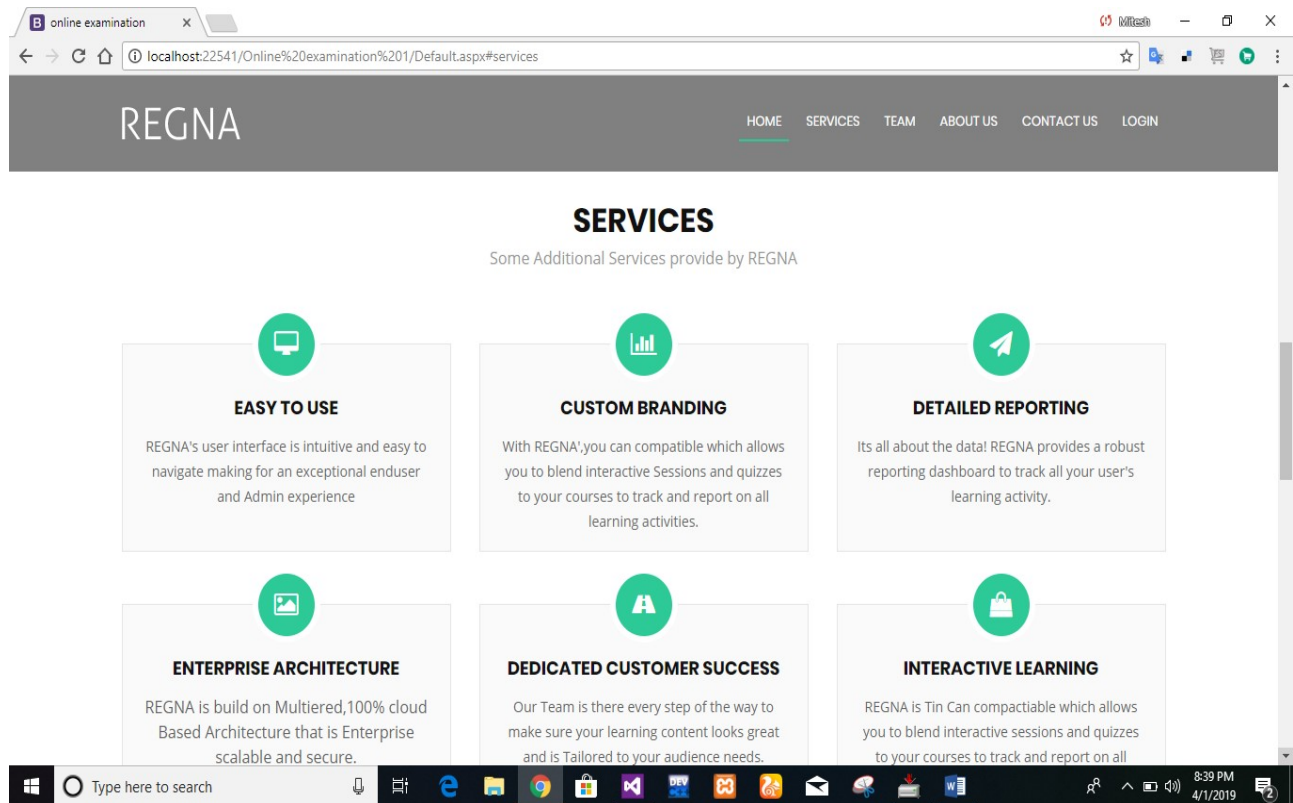 online examination
Mitesh
localhost:22541/Online%20examination%201/Default.aspx#services
REGNA
HOME SERVICES TEAM ABOUT US CONTACT US LOGIN
SERVICES
Some Additional Services provide by REGNA
EASY TO USE
REGNA's user interface is intuitive and easy to
navigate making for an exceptional enduser
and Admin experience
CUSTOM BRANDING
With REGNA',you can compatible which allows
you to blend interactive Sessions and quizzes
to your courses to track and report on all
learning activities.
DETAILED REPORTING
Its all about the data! REGNA provides a robust
reporting dashboard to track all your user's
learning activity.
ENTERPRISE ARCHITECTURE
REGNA is build on Multiered,100% cloud
Based Architecture that is Enterprise
scalable and secure.
DEDICATED CUSTOMER SUCCESS
Our Team is there every step of the way to
make sure your learning content looks great
and is Tailored to your audience needs.
INTERACTIVE LEARNING
REGNA is Tin Can compactiable which allows
you to blend interactive sessions and quizzes
to your courses to track and report on all
Type here to search
DEV
8:39 PM
4/1/2019
2